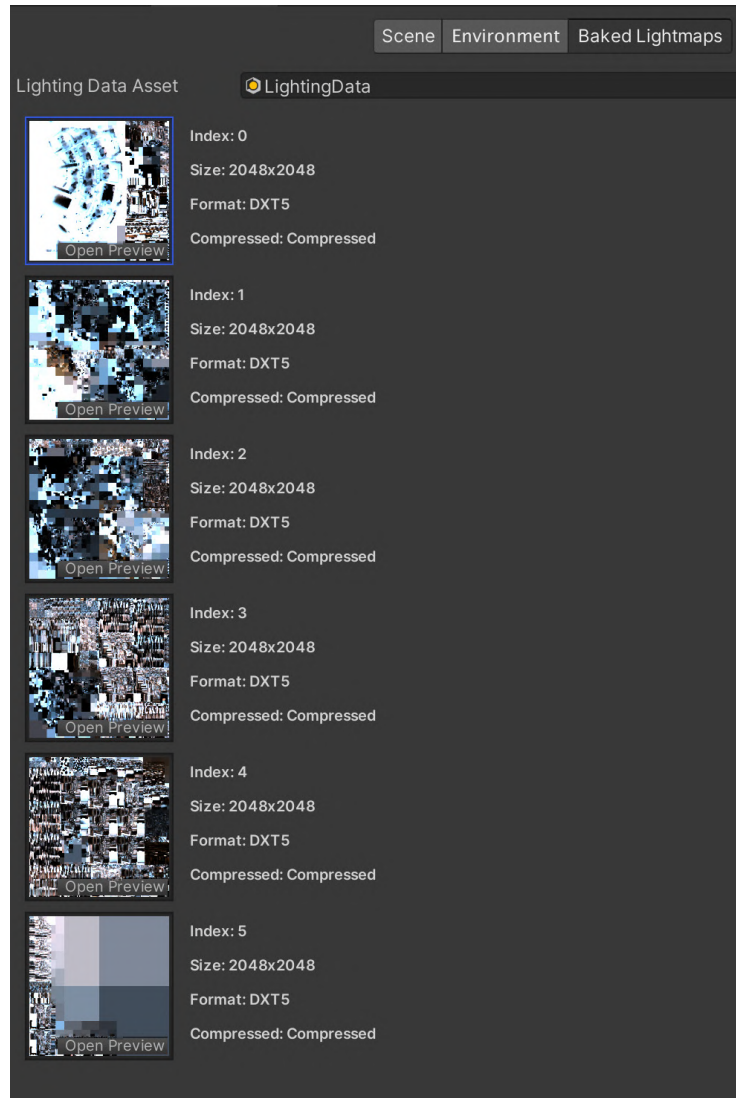 Scene Environment Baked Lightmaps
Lighting Data Asset LightingData
Index: 0
Size: 2048x2048
Format: DXT5
Compressed: Compressed
Open Preview
Index: 1
Size: 2048x2048
Format: DXT5
Compressed: Compressed
Open Preview
Index: 2
Size: 2048x2048
Format: DXT5
Compressed: Compressed
Open Preview
Index: 3
Size: 2048x2048
Format: DXT5
Compressed: Compressed
Open Preview
Index: 4
Size: 2048x2048
Format: DXT5
Compressed: Compressed
Open Preview
Index: 5
Size: 2048x2048
Format: DXT5
Compressed: Compressed
Open Preview